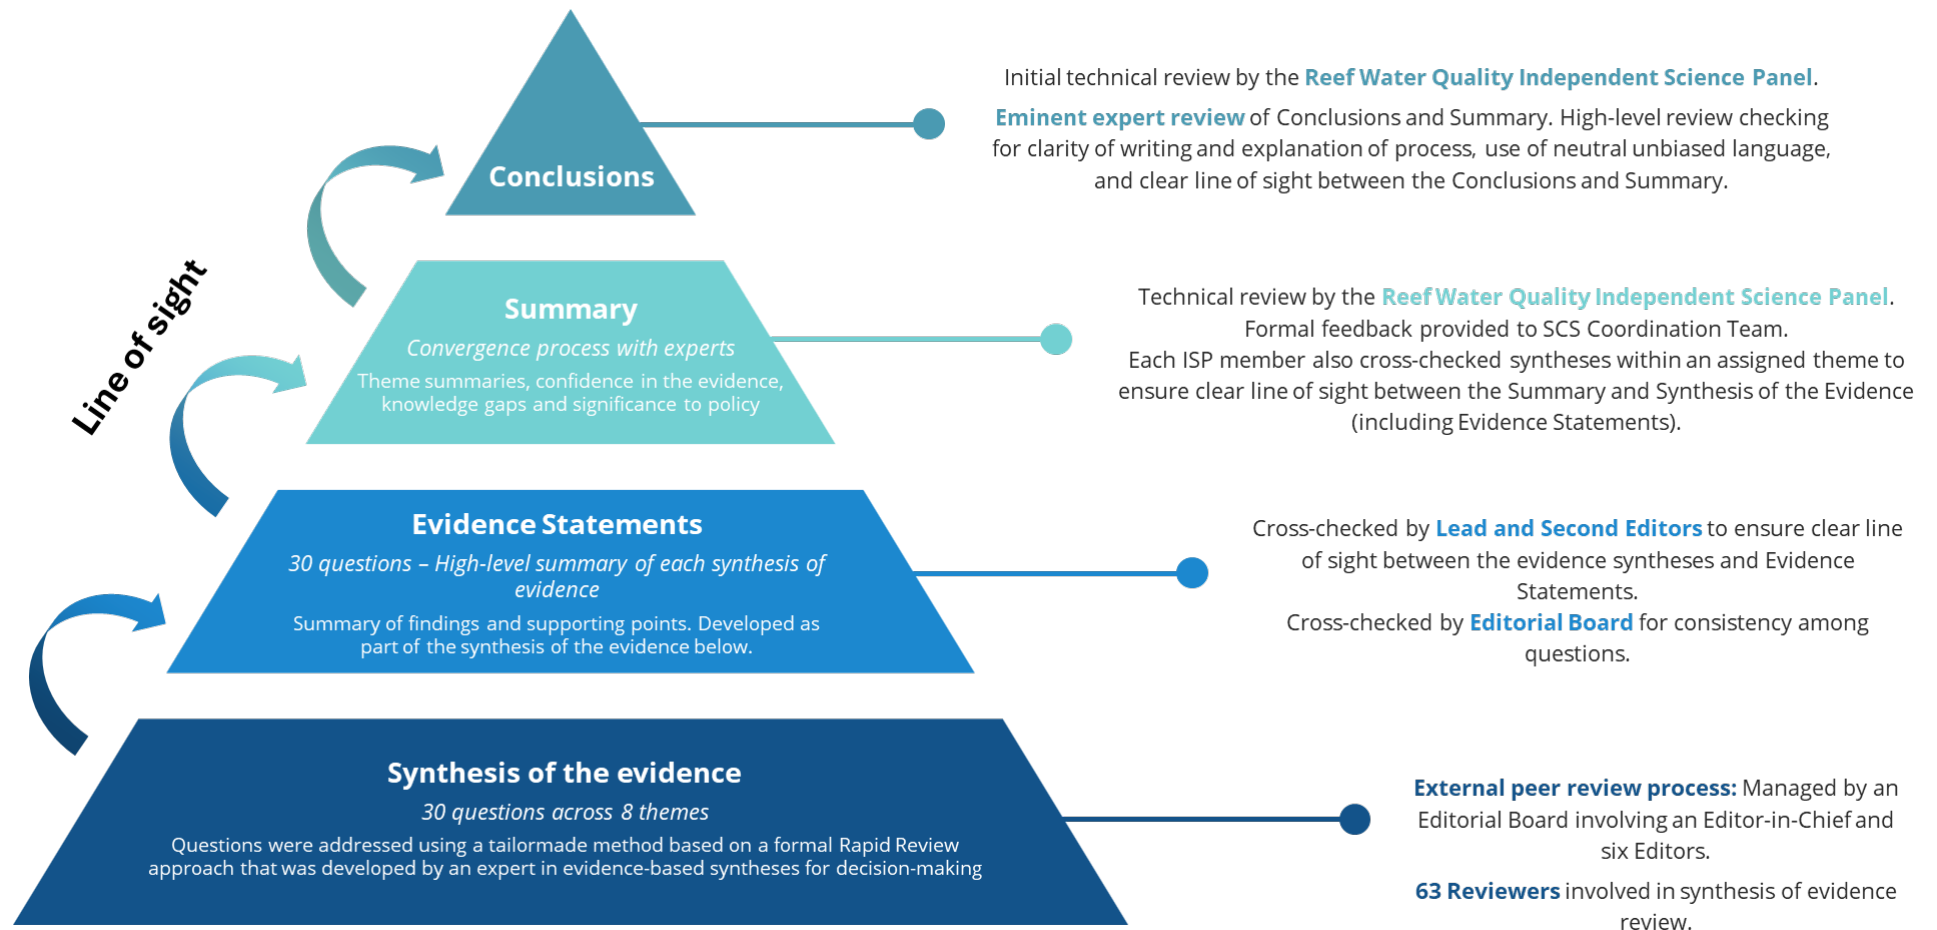 Conclusions
Initial technical review by the Reef Water Quality Independent Science Panel.
Eminent expert review of Conclusions and Summary. High-level review checking
for clarity of writing and explanation of process, use of neutral unbiased language,
and clear line of sight between the Conclusions and Summary.
Line of sight
Summary
Convergence process with experts
Theme summaries, confidence in the evidence,
knowledge gaps and significance to policy
Technical review by the Reef Water Quality Independent Science Panel.
Formal feedback provided to SCS Coordination Team.
Each ISP member also cross-checked syntheses within an assigned theme to
ensure clear line of sight between the Summary and Synthesis of the Evidence
(including Evidence Statements).
Evidence Statements
30 questions – High-level summary of each synthesis of
evidence
Summary of findings and supporting points. Developed as
part of the synthesis of the evidence below.
Cross-checked by Lead and Second Editors to ensure clear line
of sight between the evidence syntheses and Evidence
Statements.
Cross-checked by Editorial Board for consistency among
questions.
Synthesis of the evidence
30 questions across 8 themes
Questions were addressed using a tailormade method based on a formal Rapid Review
approach that was developed by an expert in evidence-based syntheses for decision-making
External peer review process: Managed by an
Editorial Board involving an Editor-in-Chief and
six Editors.
63 Reviewers involved in synthesis of evidence
review.